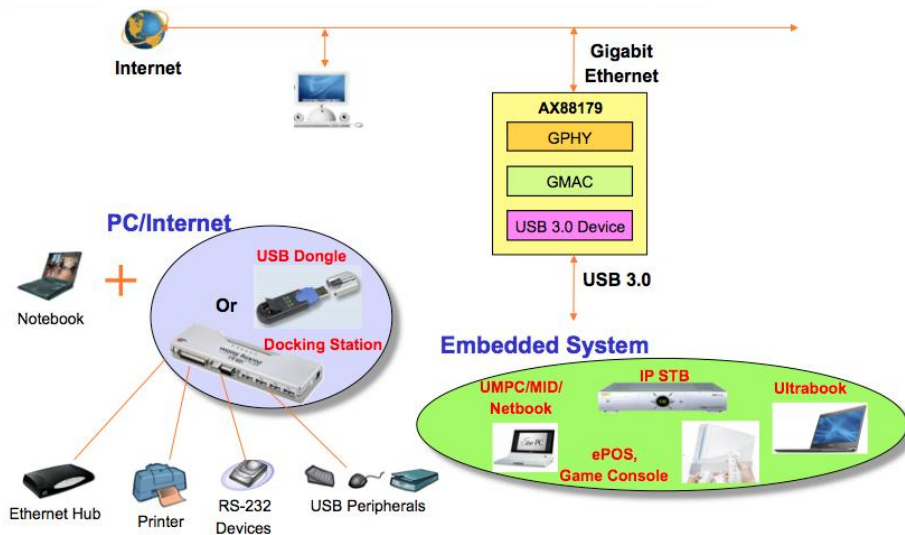 Internet
Gigabit
Ethernet
AX88179
GPHY
GMAC
USB 3.0 Device
USB 3.0
PC/Internet
USB Dongle
Or
Docking Station
Notebook
Ethernet Hub
Printer
RS-232
Devices
USB Peripherals
Embedded System
UMPC/MID/
Netbook
IP STB
Ultrabook
ePOS,
Game Console
Docking Station